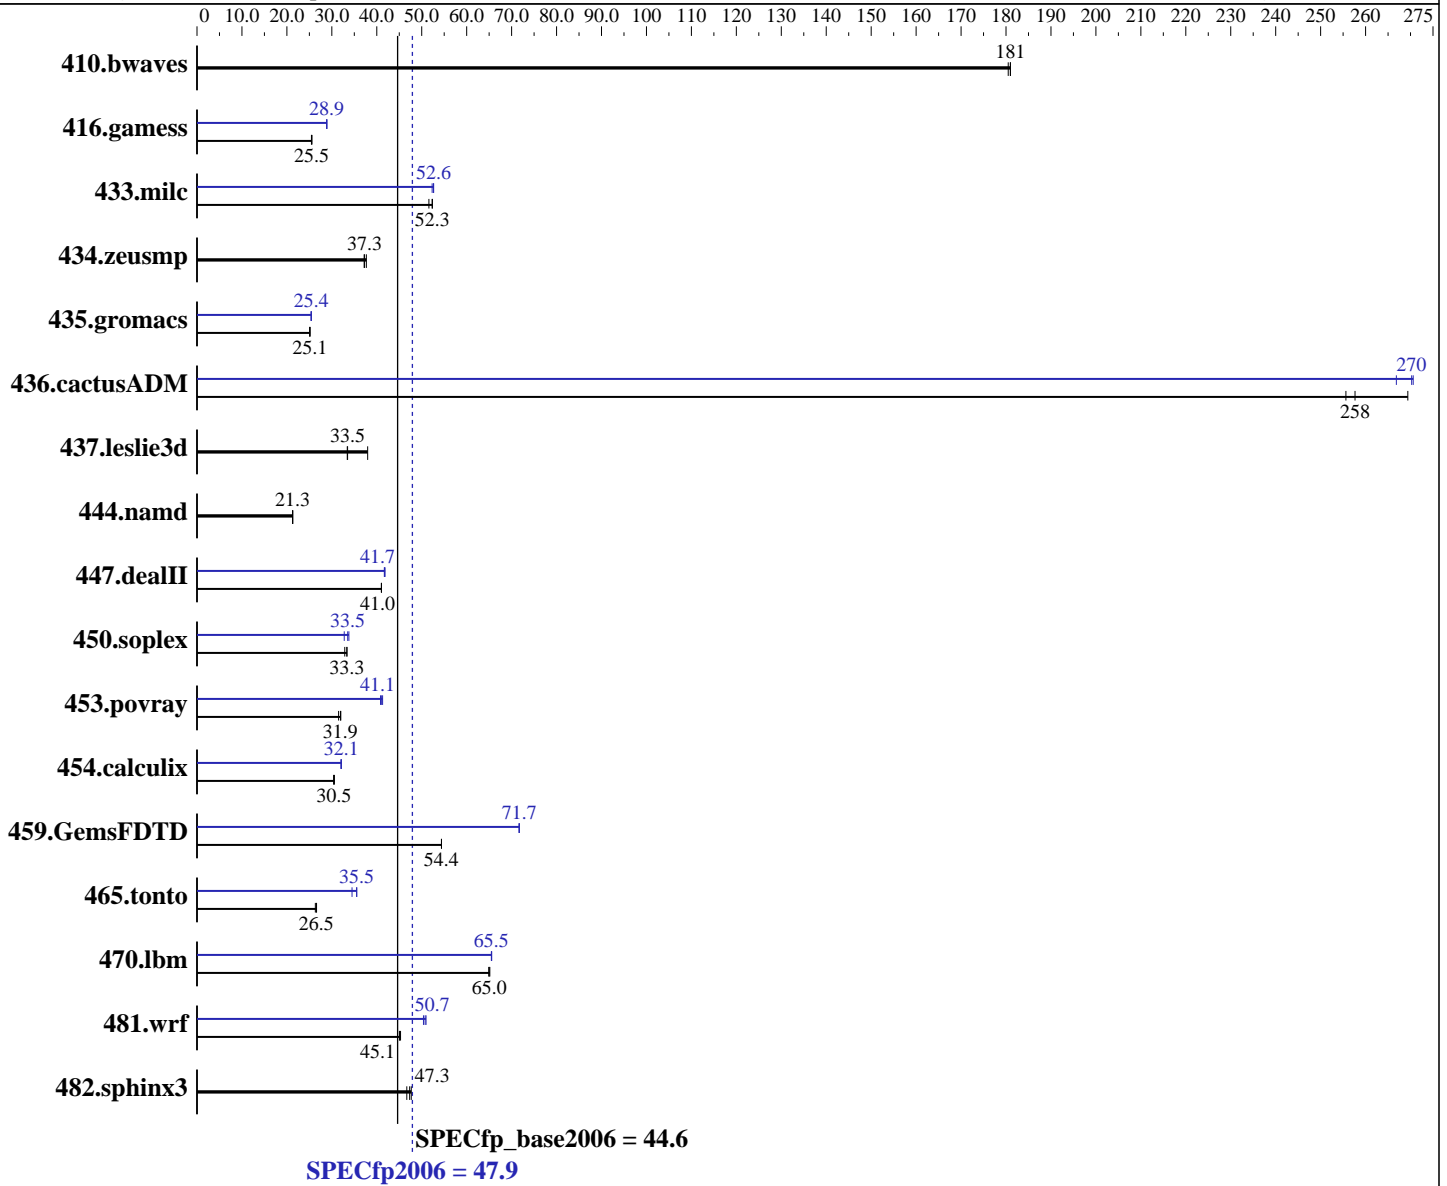 0 10.0 20.0 30.0 40.0 50.0 60.0 70.0 80.0 90.0 100 110 120 130 140 150 160 170 180 190 200 210 220 230 240 250 260 275
410.bwaves 181
28.9
416.gamess
25.5
52.6
433.milc
52.3
434.zeusmp 37.3
25.4
435.gromacs
25.1
270
436.cactusADM
258
437.leslie3d 33.5
444.namd 21.3
41.7
447.dealII
41.0
33.5
450.soplex
33.3
41.1
453.povray
31.9
32.1
454.calculix
30.5
71.7
459.GemsFDTD
54.4
35.5
465.tonto
26.5
65.5
470.lbm
65.0
50.7
481.wrf
45.1
482.sphinx3 47.3
SPECfp_base2006 = 44.6
SPECfp2006 = 47.9